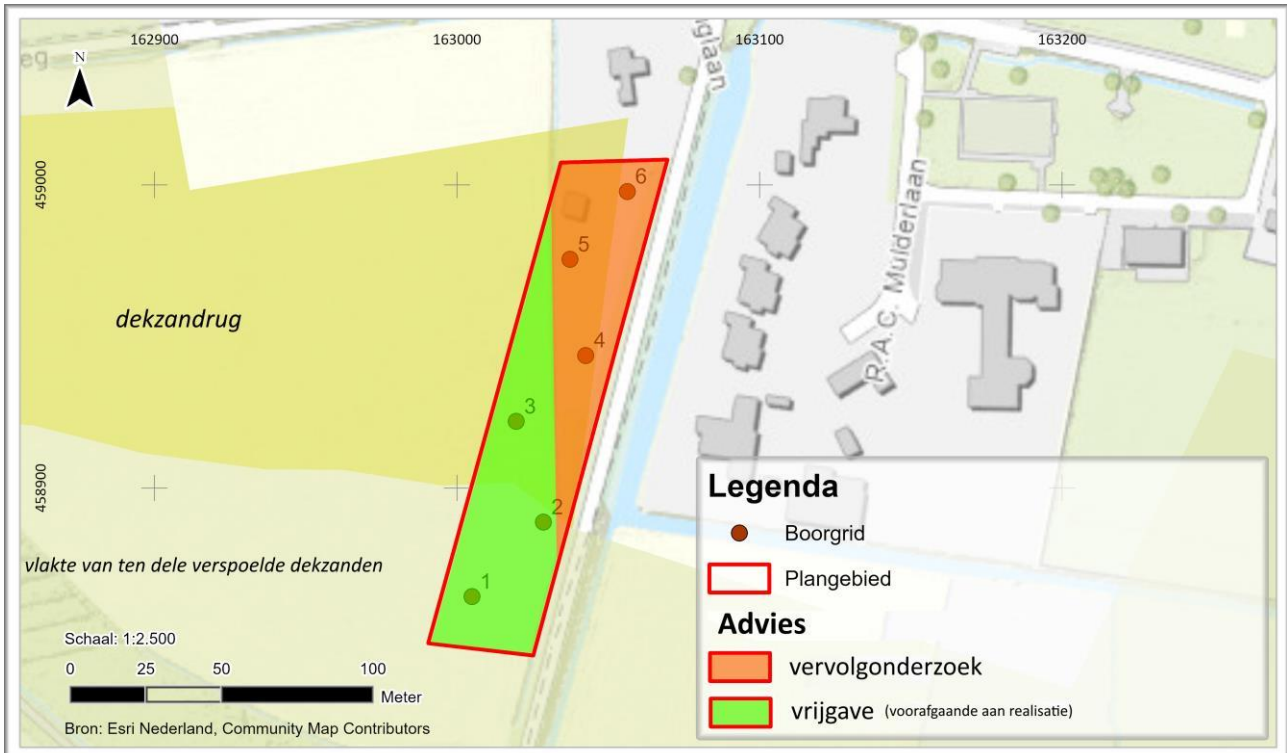 162900
163000
163100
163200
eg
glaan
N
459000
6
5
dekzandrug
4
R.A.C. Mulderlaan
3
458900
2
vlakte van ten dele verspoelde dekzanden
1
Schaal: 1:2.500
0 25 50 100
Meter
Bron: Esri Nederland, Community Map Contributors
Legenda
Boorgrid
Plangebied
Advies
vervolgonderzoek
vrijgave (voorafgaande aan realisatie)